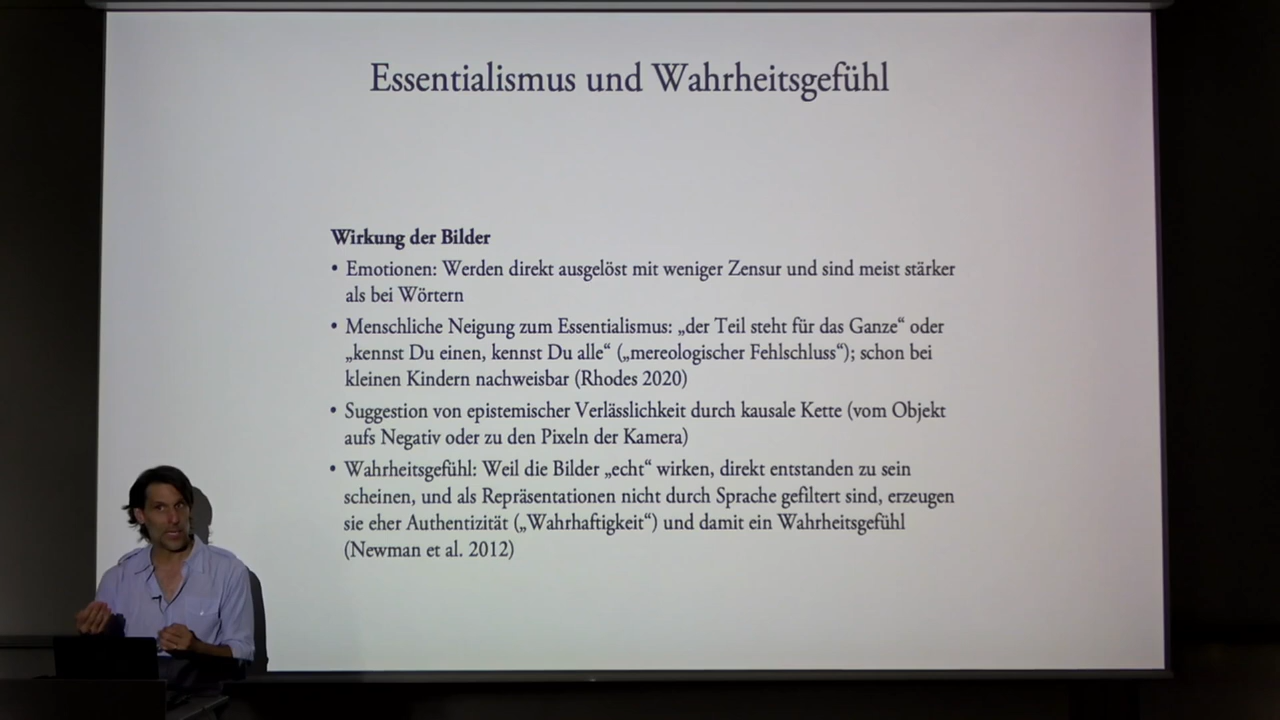 Essentialismus und Wahrheitsgefühl
Wirkung der Bilder
• Emotionen: Werden direkt ausgelöst mit weniger Zensur und sind meist stärker
als bei Wörtern
• Menschliche Neigung zum Essentialismus: „der Teil steht für das Ganze“ oder
„kennst Du einen, kennst Du alle“ („mereologischer Fehlschluss“); schon bei
kleinen Kindern nachweisbar (Rhodes 2020)
• Suggestion von epistemischer Verlässlichkeit durch kausale Kette (vom Objekt
aufs Negativ oder zu den Pixeln der Kamera)
• Wahrheitsgefühl: Weil die Bilder „echt“ wirken, direkt entstanden zu sein
scheinen, und als Repräsentationen nicht durch Sprache gefiltert sind, erzeugen
sie eher Authentizität („Wahrhaftigkeit“) und damit ein Wahrheitsgefühl
(Newman et al. 2012)